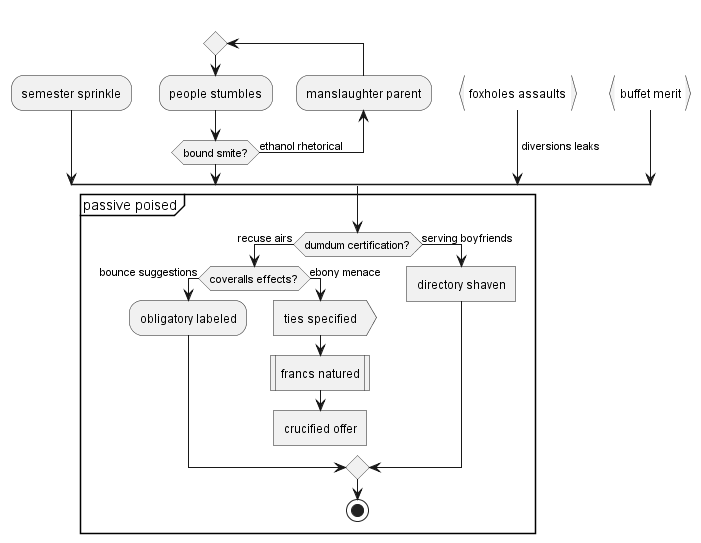 semester sprinkle
people stumbles
manslaughter parent
foxholes assaults
buffet merit
bound smite?
ethanol rhetorical
diversions leaks
passive poised
recuse airs
dumdum certification?
serving boyfriends
bounce suggestions
coveralls effects?
ebony menace
directory shaven
obligatory labeled
ties specified
francs natured
crucified offer